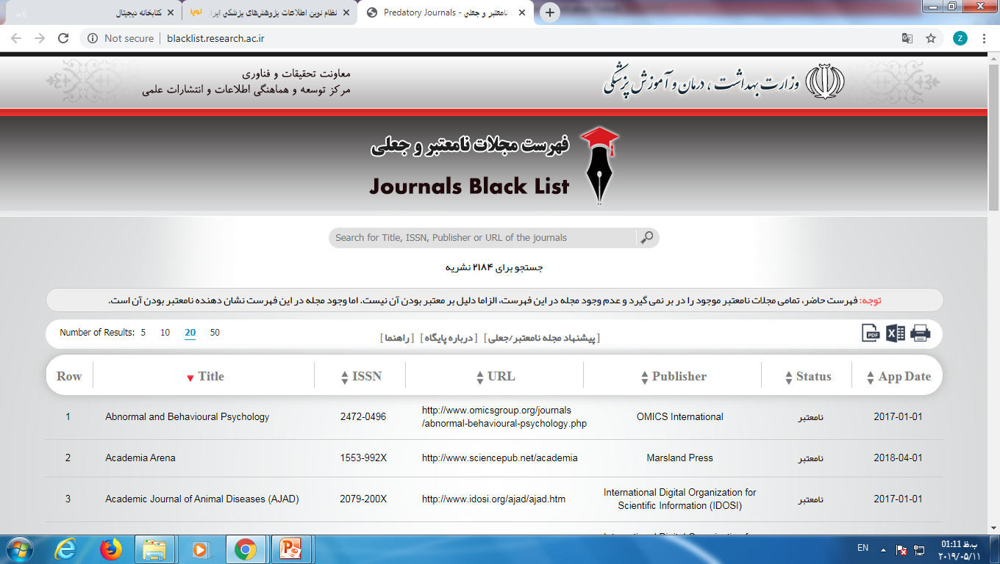 کتابخانه دیجیتال
نظام نوین اطلاعات پژوهش‌های پزشکی ایرا
نوپا
Predatory Journals - نامعتبر و جعلی
Not secure
blacklist.research.ac.ir
Z
معاونت تحقیقات و فناوری
مرکز توسعه و هماهنگی اطلاعات و انتشارات علمی
وزارت بهداشت ، درمان و آموزش پزشکی
فهرست مجلات نامعتبر و جعلی
Journals Black List
Search for Title, ISSN, Publisher or URL of the journals
جستجو برای ۲۱۸۴ نشریه
توجه: فهرست حاضر، تمامی مجلات نامعتبر موجود را در بر نمی گیرد و عدم وجود مجله در این فهرست، الزاما دلیل بر معتبر بودن آن نیست. اما وجود مجله در این فهرست نشان دهنده نامعتبر بودن آن است.
Number of Results: 5 10 20 50
[پیشنهاد مجله نامعتبر/جعلی] [درباره پایگاه] [راهنما]
PDF
X
Row Title ISSN URL Publisher Status App Date
1 Abnormal and Behavioural Psychology 2472-0496 http://www.omicsgroup.org/journals
/abnormal-behavioural-psychology.php OMICS International نامعتبر 2017-01-01
2 Academia Arena 1553-992X http://www.sciencepub.net/academia Marsland Press نامعتبر 2018-04-01
3 Academic Journal of Animal Diseases (AJAD) 2079-200X http://www.idosi.org/ajad/ajad.htm International Digital Organization for
Scientific Information (IDOSI) نامعتبر 2017-01-01
EN
01:11 ب.ظ
۲۰۱۹/۰۵/۱۱